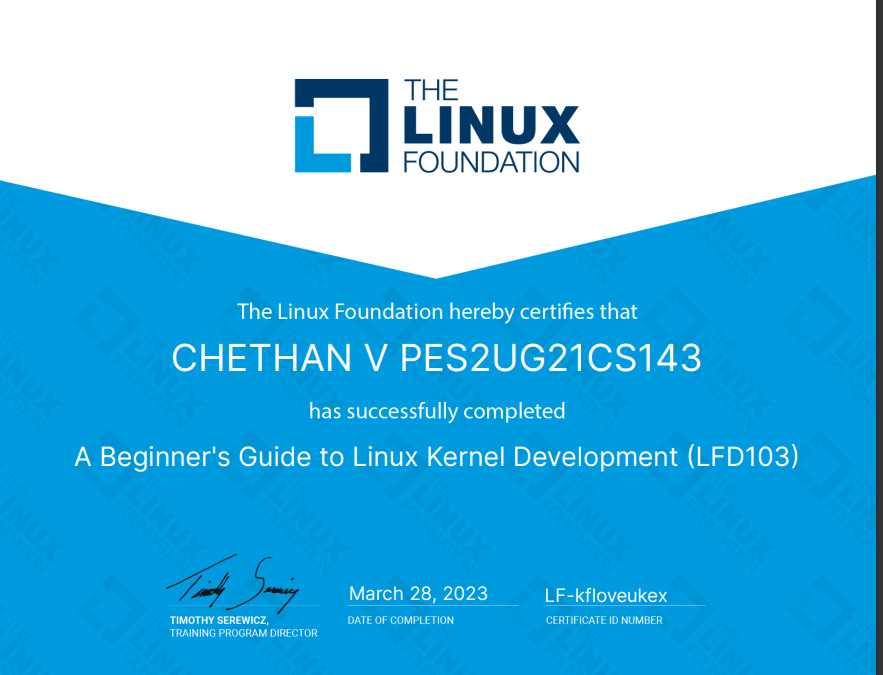 THE
LINUX
FOUNDATION
The Linux Foundation hereby certifies that
CHETHAN V PES2UG21CS143
has successfully completed
A Beginner's Guide to Linux Kernel Development (LFD103)
Timothy Serewicz
March 28, 2023
LF-kfloveukex
TIMOTHY SEREWICZ,
TRAINING PROGRAM DIRECTOR
DATE OF COMPLETION
CERTIFICATE ID NUMBER